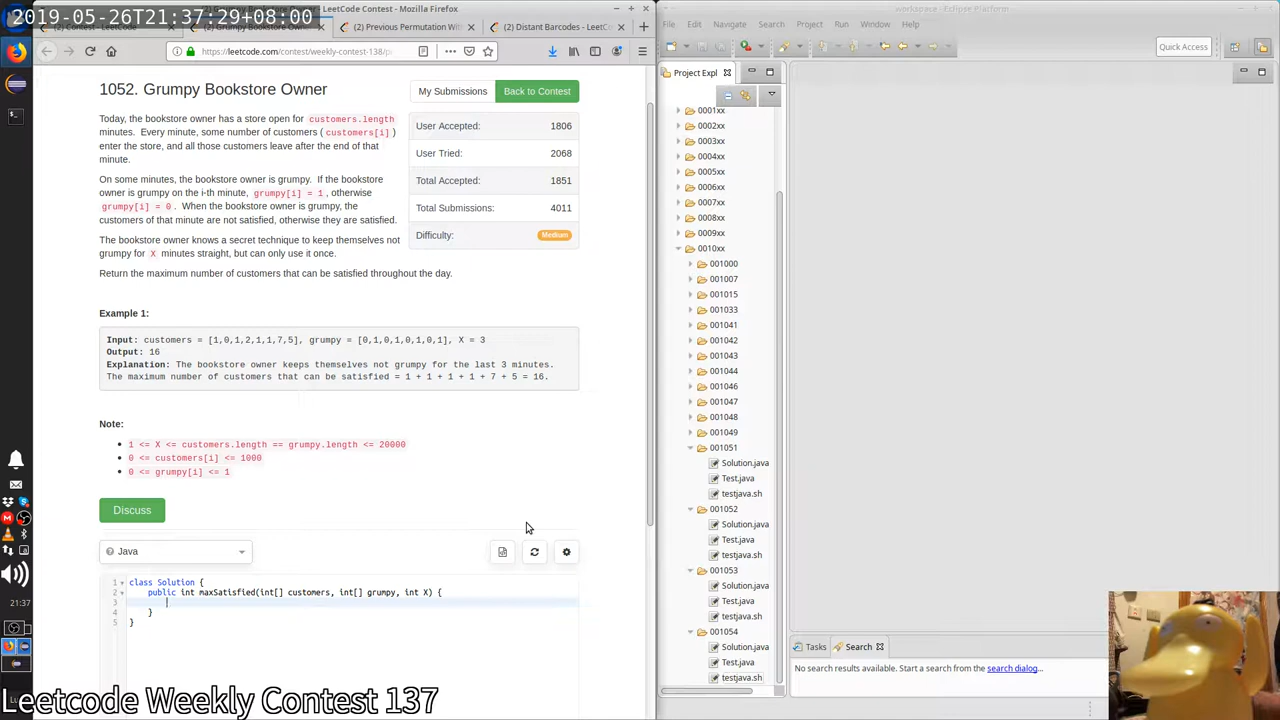 2019-05-26T21:37:29+08:00
LeetCode Contest - Mozilla Firefox
workspace - Eclipse Platform
(2) Contest - LeetCode
(2) Grumpy Bookstore Owner
(2) Previous Permutation Wit
(2) Distant Barcodes - LeetCo
https://leetcode.com/contest/weekly-contest-138/p
File Edit Navigate Search Project Run Window Help
Quick Access
Project Expl
1052. Grumpy Bookstore Owner
My Submissions
Back to Contest
Today, the bookstore owner has a store open for customers.length
minutes. Every minute, some number of customers (customers[i])
enter the store, and all those customers leave after the end of that
minute.
On some minutes, the bookstore owner is grumpy. If the bookstore
owner is grumpy on the i-th minute, grumpy[i] = 1, otherwise
grumpy[i] = 0. When the bookstore owner is grumpy, the
customers of that minute are not satisfied, otherwise they are satisfied.
The bookstore owner knows a secret technique to keep themselves not
grumpy for X minutes straight, but can only use it once.
Return the maximum number of customers that can be satisfied throughout the day.
User Accepted: 1806
User Tried: 2068
Total Accepted: 1851
Total Submissions: 4011
Difficulty: Medium
Example 1:
Input: customers = [1,0,1,2,1,1,7,5], grumpy = [0,1,0,1,0,1,0,1], X = 3
Output: 16
Explanation: The bookstore owner keeps themselves not grumpy for the last 3 minutes.
The maximum number of customers that can be satisfied = 1 + 1 + 1 + 1 + 7 + 5 = 16.
Note:
1 <= X <= customers.length == grumpy.length <= 20000
0 <= customers[i] <= 1000
0 <= grumpy[i] <= 1
Discuss
Java
1 class Solution {
2 public int maxSatisfied(int[] customers, int[] grumpy, int X) {
3
4 }
5 }
21:37
0001xx
0002xx
0003xx
0004xx
0005xx
0006xx
0007xx
0008xx
0009xx
0010xx
001000
001007
001015
001033
001041
001042
001043
001044
001046
001047
001048
001049
001051
Solution.java
Test.java
testjava.sh
001052
Solution.java
Test.java
testjava.sh
001053
Solution.java
Test.java
testjava.sh
001054
Solution.java
Test.java
testjava.sh
Tasks
Search
No search results available. Start a search from the search dialog...
Leetcode Weekly Contest 137